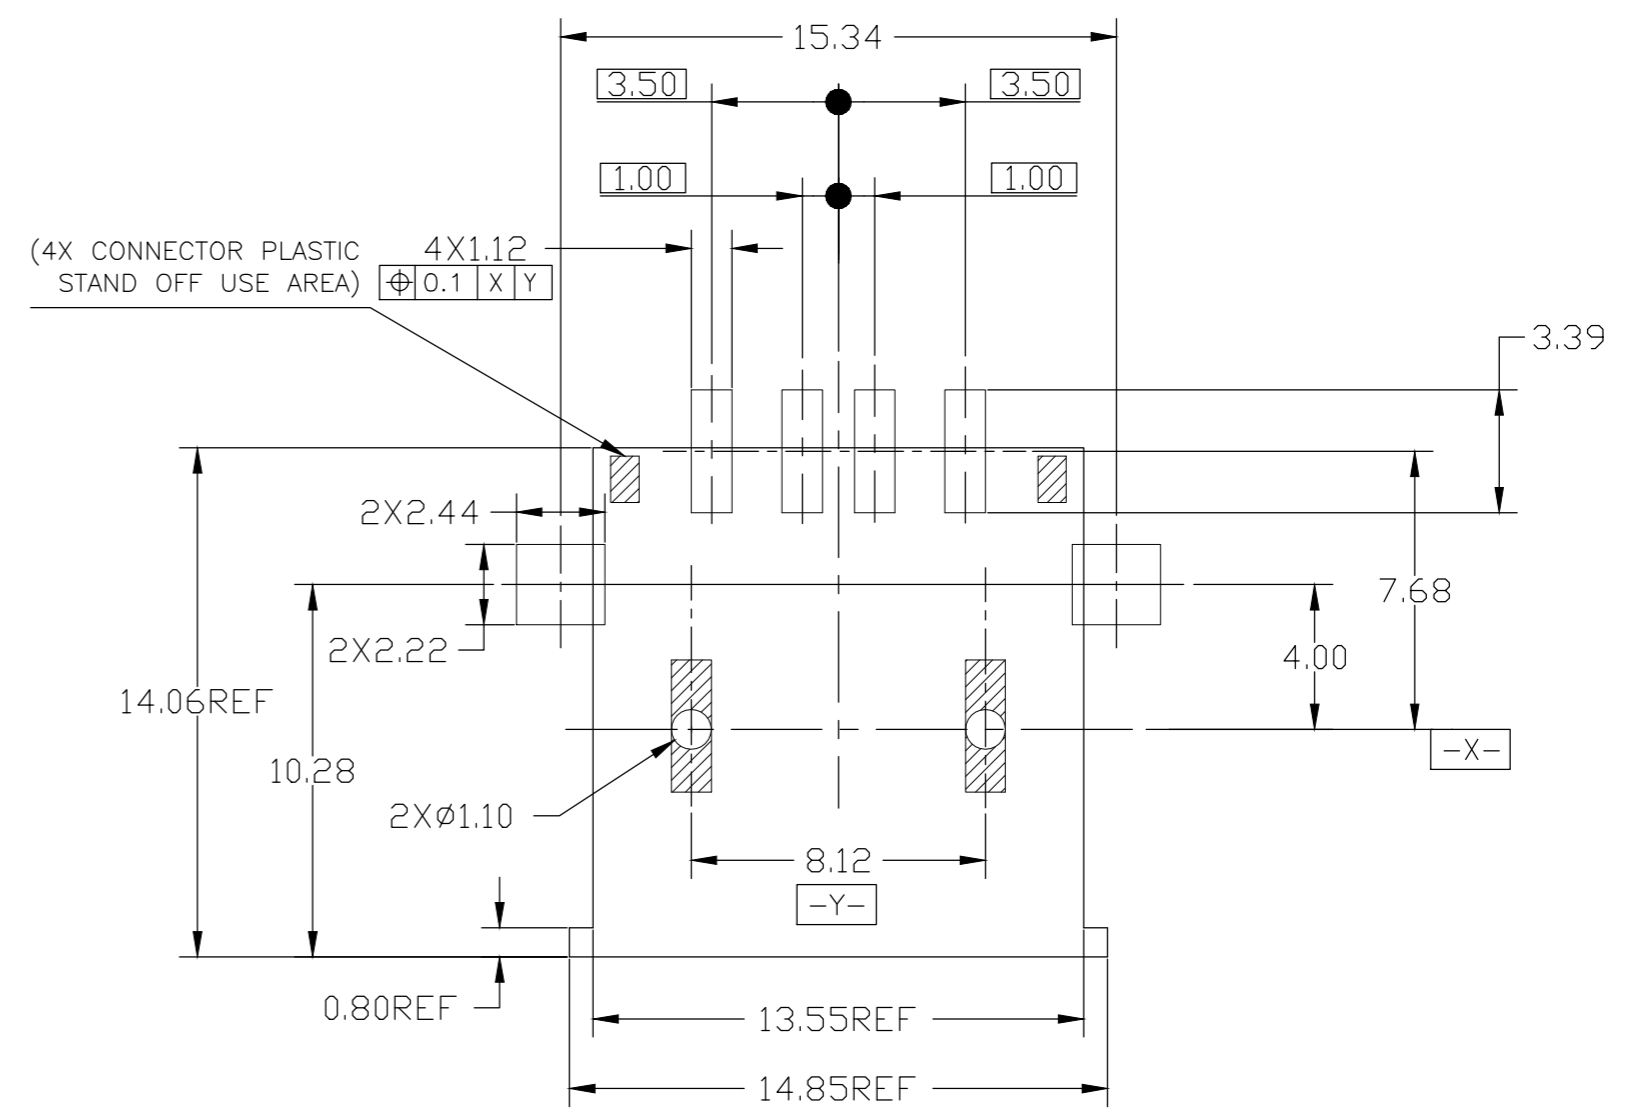 15.34
3.50 3.50
1.00 1.00
(4X CONNECTOR PLASTIC
STAND OFF USE AREA)
4X1.12
⌖ 0.1 X Y
3.39
2X2.44
7.68
2X2.22
4.00
14.06REF
-X-
10.28
2XØ1.10
8.12
-Y-
0.80REF
13.55REF
14.85REF